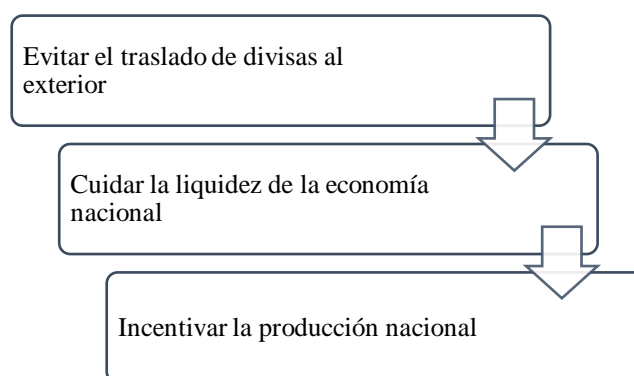 Evitar el traslado de divisas al
exterior
Cuidar la liquidez de la economía
nacional
Incentivar la producción nacional